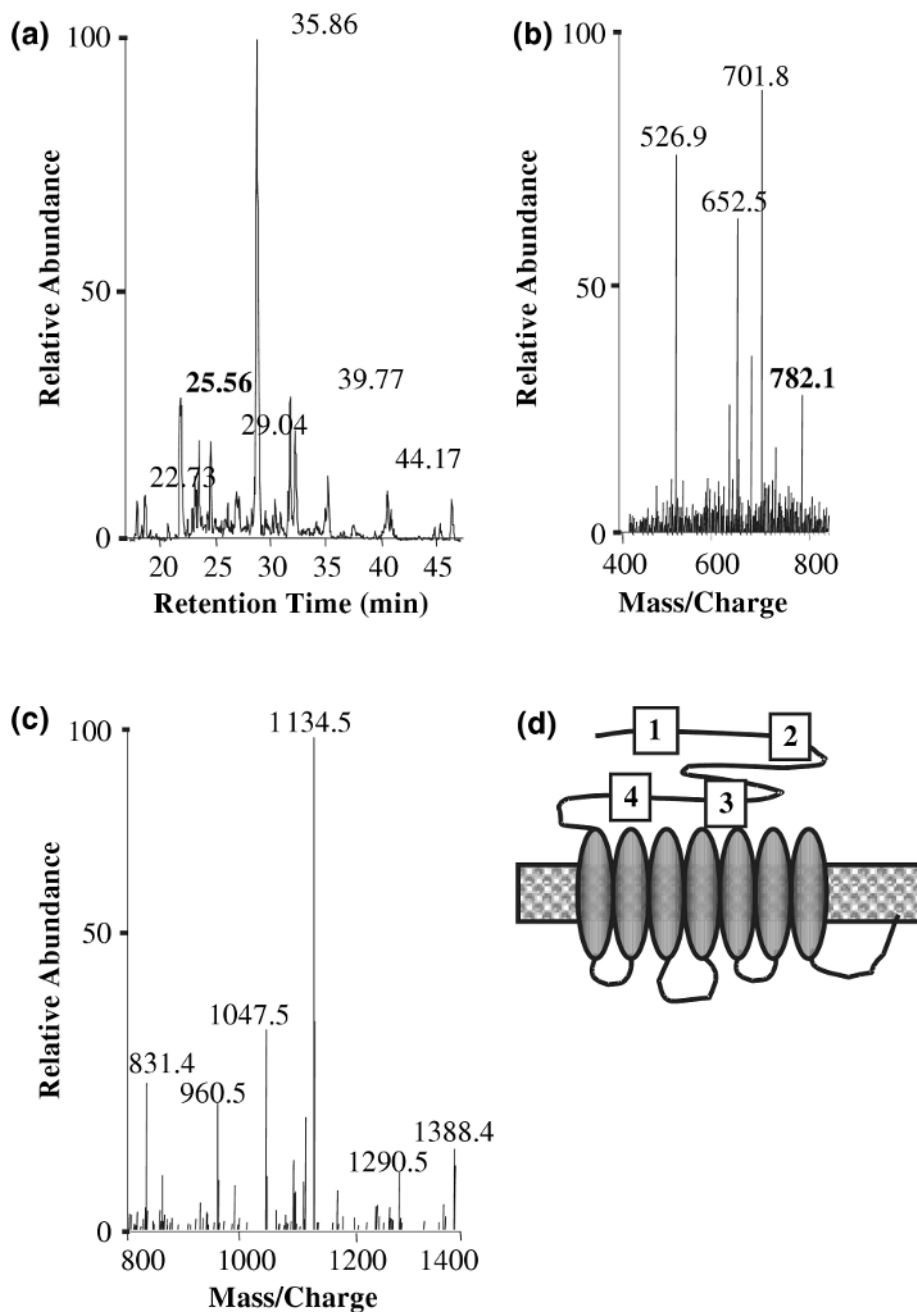 (a)
Relative Abundance
100
50
0
35.86
25.56
39.77
29.04
22.73
44.17
20 25 30 35 40 45
Retention Time (min)
(b)
Relative Abundance
100
50
0
701.8
526.9
652.5
782.1
400 600 800
Mass/Charge
(c)
Relative Abundance
100
50
0
1134.5
1047.5
831.4
960.5
1388.4
1290.5
800 1000 1200 1400
Mass/Charge
(d)
1 2
4 3